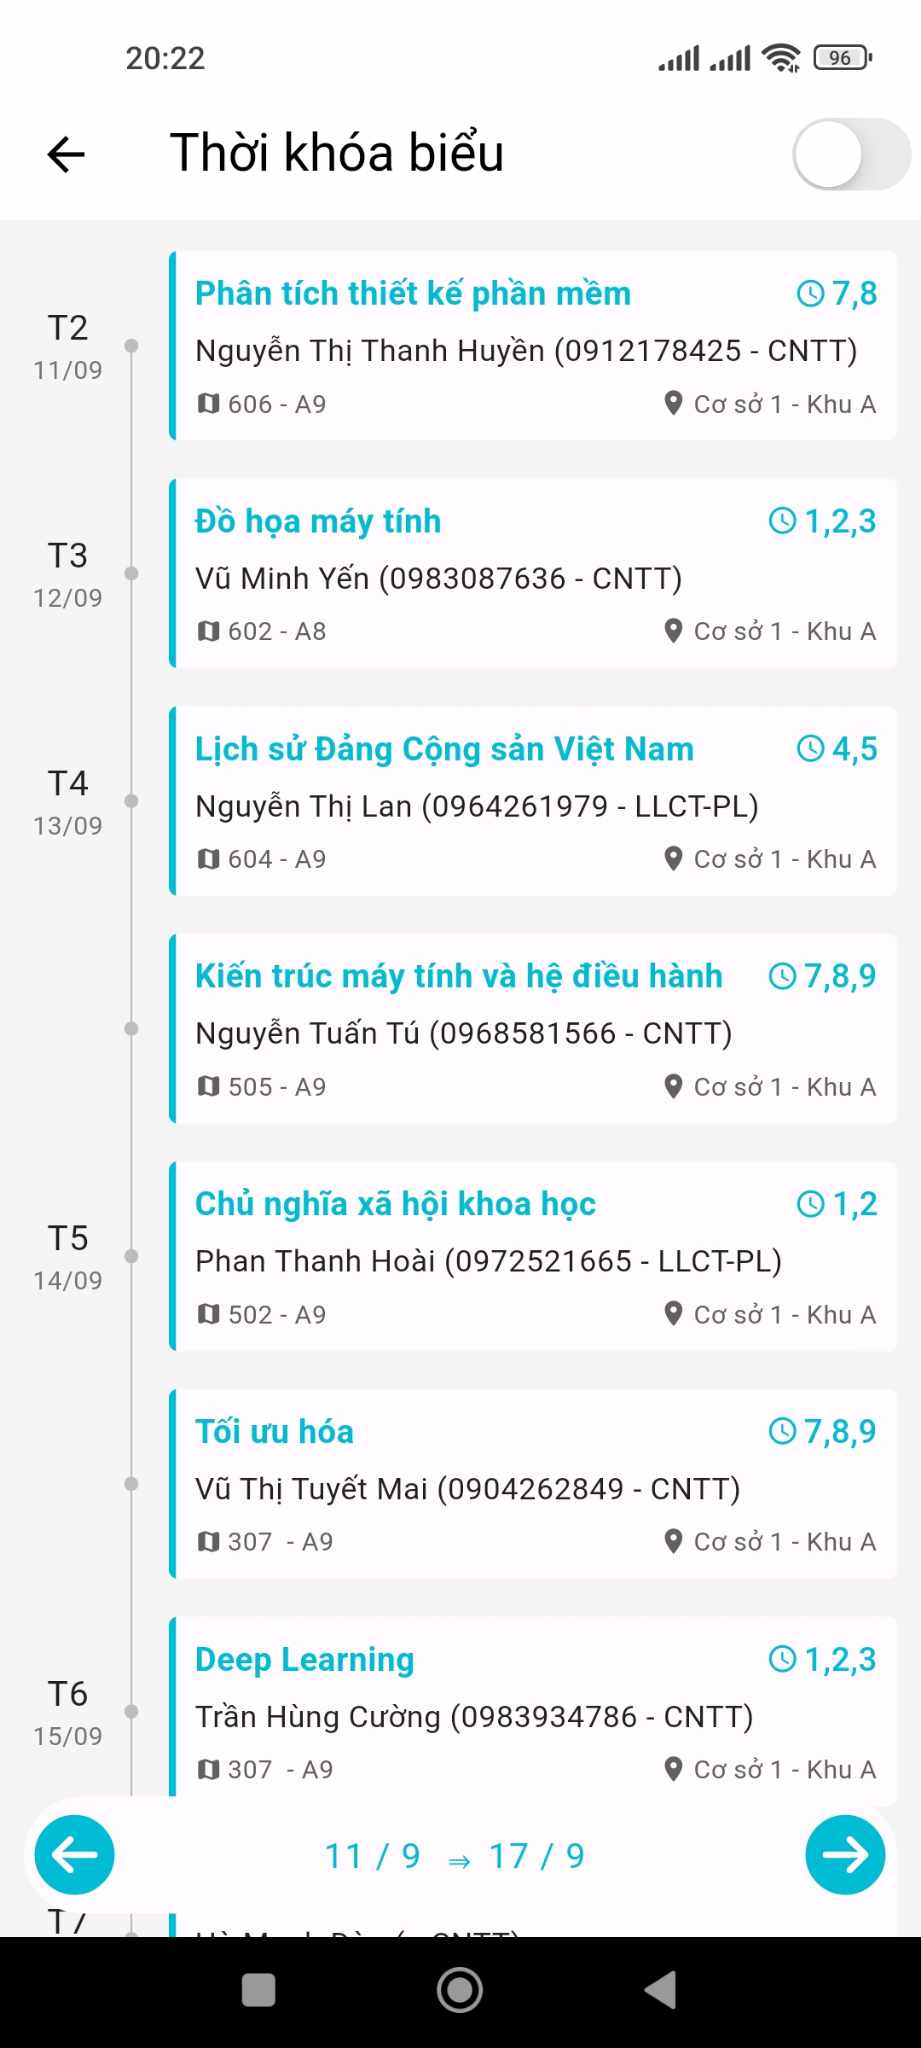 20:22
96
Thời khóa biểu
T2
11/09
Phân tích thiết kế phần mềm 7,8
Nguyễn Thị Thanh Huyền (0912178425 - CNTT)
606 - A9 Cơ sở 1 - Khu A
T3
12/09
Đồ họa máy tính 1,2,3
Vũ Minh Yến (0983087636 - CNTT)
602 - A8 Cơ sở 1 - Khu A
T4
13/09
Lịch sử Đảng Cộng sản Việt Nam 4,5
Nguyễn Thị Lan (0964261979 - LLCT-PL)
604 - A9 Cơ sở 1 - Khu A
Kiến trúc máy tính và hệ điều hành 7,8,9
Nguyễn Tuấn Tú (0968581566 - CNTT)
505 - A9 Cơ sở 1 - Khu A
T5
14/09
Chủ nghĩa xã hội khoa học 1,2
Phan Thanh Hoài (0972521665 - LLCT-PL)
502 - A9 Cơ sở 1 - Khu A
Tối ưu hóa 7,8,9
Vũ Thị Tuyết Mai (0904262849 - CNTT)
307 - A9 Cơ sở 1 - Khu A
T6
15/09
Deep Learning 1,2,3
Trần Hùng Cường (0983934786 - CNTT)
307 - A9 Cơ sở 1 - Khu A
11 / 9 ⇒ 17 / 9
T7